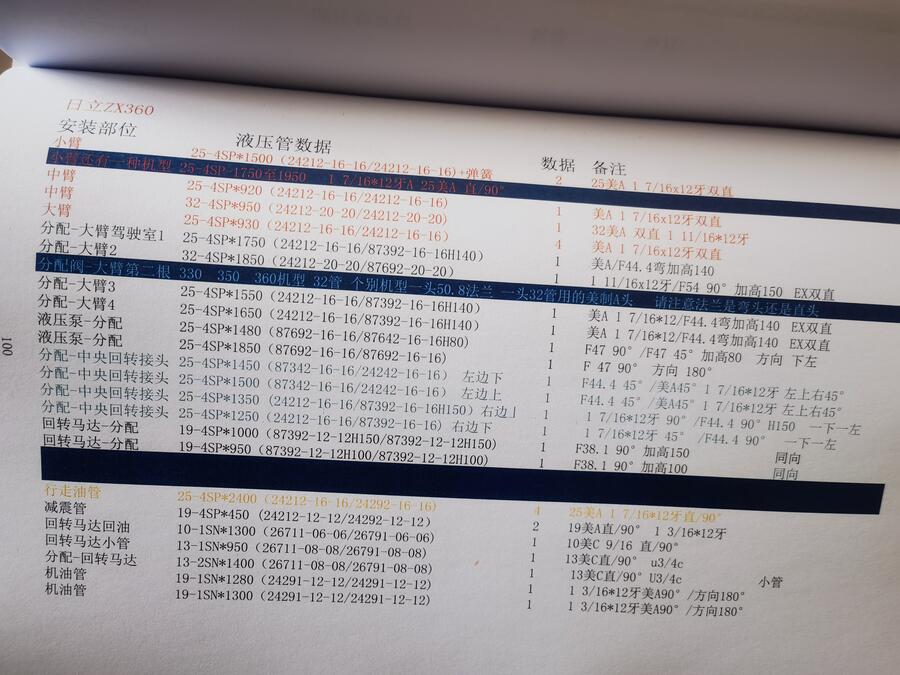 日立ZX360
安装部位 液压管数据 数据 备注
小臂 25-4SP*1500 (24212-16-16/24212-16-16)+弹簧 2 25美A 1 7/16x12牙双直
小臂还有一种机型 25-4SP-1750至1950 1 7/16*12牙A 25美A 直/90°
中臂 25-4SP*920 (24212-16-16/24212-16-16) 1 美A 1 7/16x12牙双直
中臂 32-4SP*950 (24212-20-20/24212-20-20) 1 32美A 双直 1 11/16*12牙
大臂 25-4SP*930 (24212-16-16/24212-16-16) 4 美A 1 7/16x12牙双直
分配-大臂驾驶室1 25-4SP*1750 (24212-16-16/87392-16-16H140) 1 美A/F44.4弯加高140
分配-大臂2 32-4SP*1850 (24212-20-20/87692-20-20) 1 1 11/16x12牙/F54 90° 加高150 EX双直
分配阀-大臂第二根 330 350 360机型 32管 个别机型一头50.8法兰 一头32管用的美制A头 请注意法兰是弯头还是直头
分配-大臂3 25-4SP*1550 (24212-16-16/87392-16-16H140) 1 美A 1 7/16*12/F44.4弯加高140 EX双直
分配-大臂4 25-4SP*1650 (24212-16-16/87392-16-16H140) 1 美A 1 7/16*12/F44.4弯加高140 EX双直
液压泵-分配 25-4SP*1480 (87692-16-16/87642-16-16H80) 1 F47 90° /F47 45° 加高80 方向 下左
液压泵-分配 25-4SP*1850 (87692-16-16/87692-16-16) 1 F 47 90° 方向 180°
分配-中央回转接头 25-4SP*1450 (87342-16-16/24242-16-16) 左边下 1 F44.4 45° /美A45° 1 7/16*12牙 左上右45°
分配-中央回转接头 25-4SP*1500 (87342-16-16/24242-16-16) 左边上 1 F44.4 45° /美A45° 1 7/16*12牙 左上右45°
分配-中央回转接头 25-4SP*1350 (24292-16-16/87392-16-16H150) 右边上 1 1 7/16*12牙 90° /F44.4 90° H150 一下一左
分配-中央回转接头 25-4SP*1250 (24242-16-16/87392-16-16) 右边下 1 1 7/16*12牙 45° /F44.4 90° 一下一左
回转马达-分配 19-4SP*1000 (87392-12-12H150/87392-12-12H150) 1 F38.1 90° 加高150 同向
回转马达-分配 19-4SP*950 (87392-12-12H100/87392-12-12H100) 1 F38.1 90° 加高100 同向
行走油管 25-4SP*2400 (24212-16-16/24292-16-16) 4 25美A 1 7/16*12牙直/90°
减震管 19-4SP*450 (24212-12-12/24292-12-12) 2 19美A直/90° 1 3/16*12牙
回转马达回油 10-1SN*1300 (26711-06-06/26791-06-06) 1 10美C 9/16 直/90°
回转马达小管 13-1SN*950 (26711-08-08/26791-08-08) 1 13美C直/90° u3/4c
分配-回转马达 13-2SN*1400 (26711-08-08/26791-08-08) 1 13美C直/90° U3/4c 小管
机油管 19-1SN*1280 (24291-12-12/24291-12-12) 1 1 3/16*12牙美A90° /方向180°
机油管 19-1SN*1300 (24291-12-12/24291-12-12) 1 1 3/16*12牙美A90° /方向180°
100